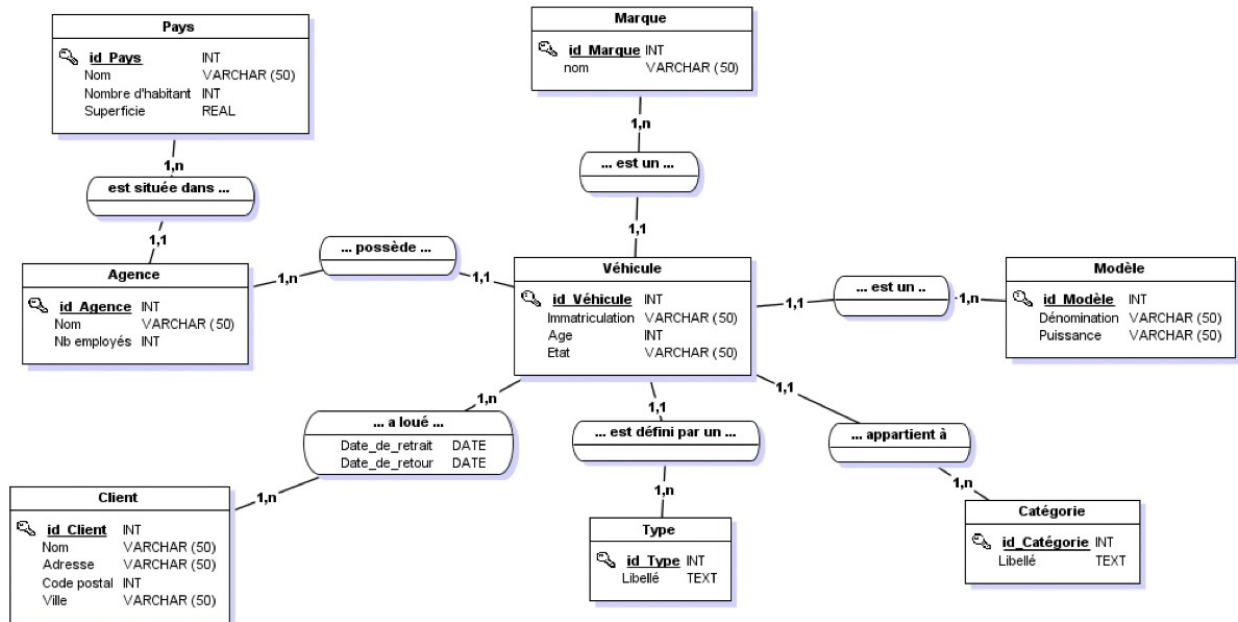 Pays
id_Pays INT
Nom VARCHAR (50)
Nombre d'habitant INT
Superficie REAL
1,n
est située dans ...
1,1
Marque
id_Marque INT
nom VARCHAR (50)
1,n
... est un ...
1,1
Agence
id_Agence INT
Nom VARCHAR (50)
Nb employés INT
1,n
... possède ...
1,1
Véhicule
id_Véhicule INT
Immatriculation VARCHAR (50)
Age INT
Etat VARCHAR (50)
1,1
... est un ..
1,n
Modèle
id_Modèle INT
Dénomination VARCHAR (50)
Puissance VARCHAR (50)
1,n
... a loué ...
Date_de_retrait DATE
Date_de_retour DATE
1,n
Client
id_Client INT
Nom VARCHAR (50)
Adresse VARCHAR (50)
Code postal INT
Ville VARCHAR (50)
1,1
... est défini par un ...
1,n
Type
id_Type INT
Libellé TEXT
1,1
... appartient à
1,n
Catégorie
id_Catégorie INT
Libellé TEXT